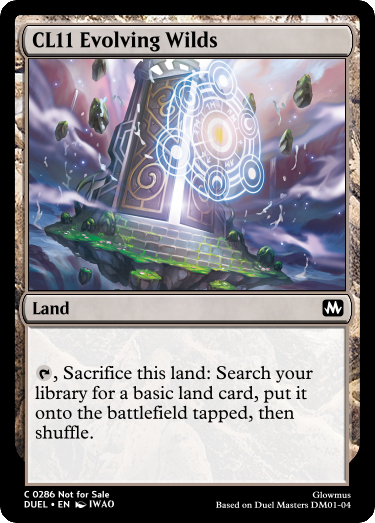 CL11 Evolving Wilds
Land
, Sacrifice this land: Search your
library for a basic land card, put it
onto the battlefield tapped, then
shuffle.
C 0286 Not for Sale
DUEL • EN IWAO
Glowmus
Based on Duel Masters DM01-04